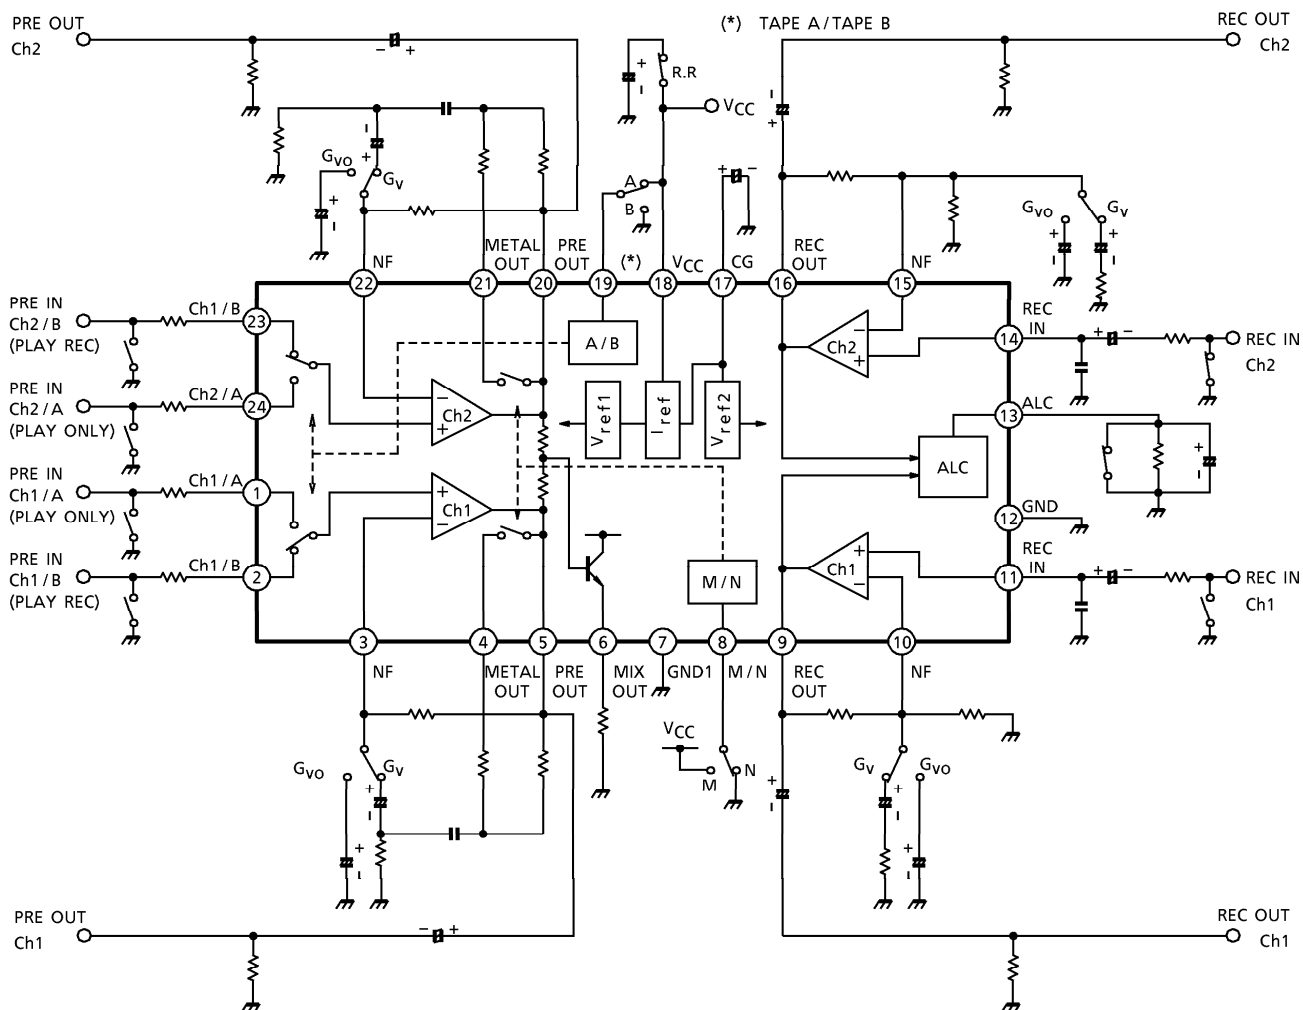 PRE OUT
Ch2
(*) TAPE A / TAPE B
REC OUT
Ch2
R.R
VCC
GVO
GV
A
B
GVO
GV
NF
METAL OUT
PRE OUT
(*)
VCC
CG
REC OUT
NF
22
21
20
19
18
17
16
15
PRE IN
Ch2 / B
(PLAY REC)
Ch1 / B
23
A / B
Ch2
− +
REC IN
14
REC IN
Ch2
PRE IN
Ch2 / A
(PLAY ONLY)
Ch2 / A
24
− +
Ch2
Vref1
Iref
Vref2
ALC
13
ALC
PRE IN
Ch1 / A
(PLAY ONLY)
Ch1 / A
1
+ −
Ch1
GND
12
PRE IN
Ch1 / B
(PLAY REC)
Ch1 / B
2
M / N
Ch1
+ −
REC IN
11
REC IN
Ch1
3
4
5
6
7
8
9
10
NF
METAL OUT
PRE OUT
MIX OUT
GND1
M / N
REC OUT
NF
VCC
M
N
GVO
GV
GV
GVO
PRE OUT
Ch1
REC OUT
Ch1